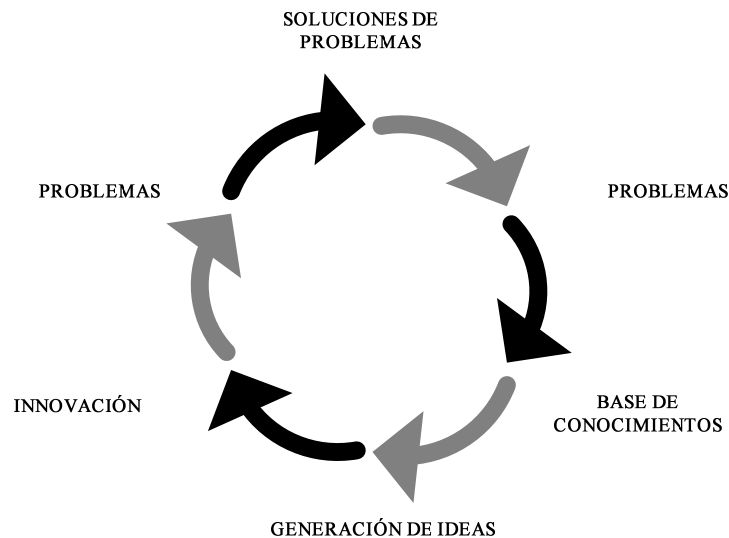 SOLUCIONES DE
PROBLEMAS
PROBLEMAS
PROBLEMAS
INNOVACIÓN
BASE DE
CONOCIMIENTOS
GENERACIÓN DE IDEAS